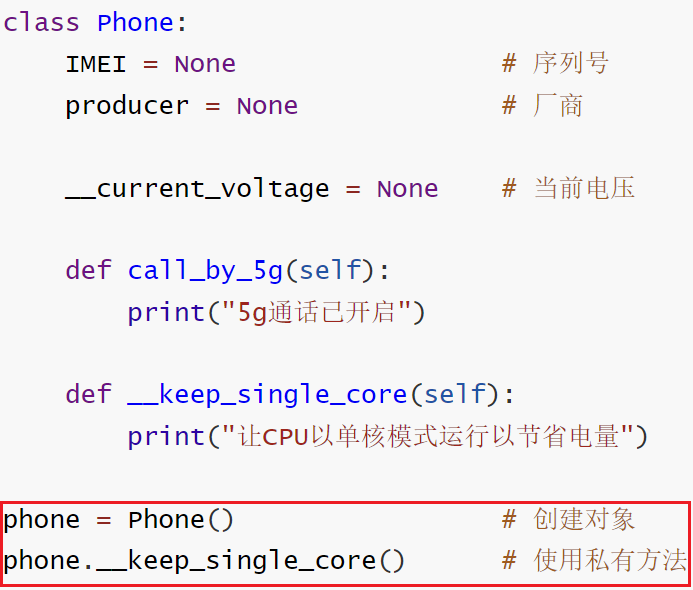 class Phone:
    IMEI = None                 # 序列号
    producer = None             # 厂商
    __current_voltage = None    # 当前电压
    def call_by_5g(self):
        print("5g通话已开启")
    def __keep_single_core(self):
        print("让CPU以单核模式运行以节省电量")
phone = Phone()                 # 创建对象
phone.__keep_single_core()      # 使用私有方法